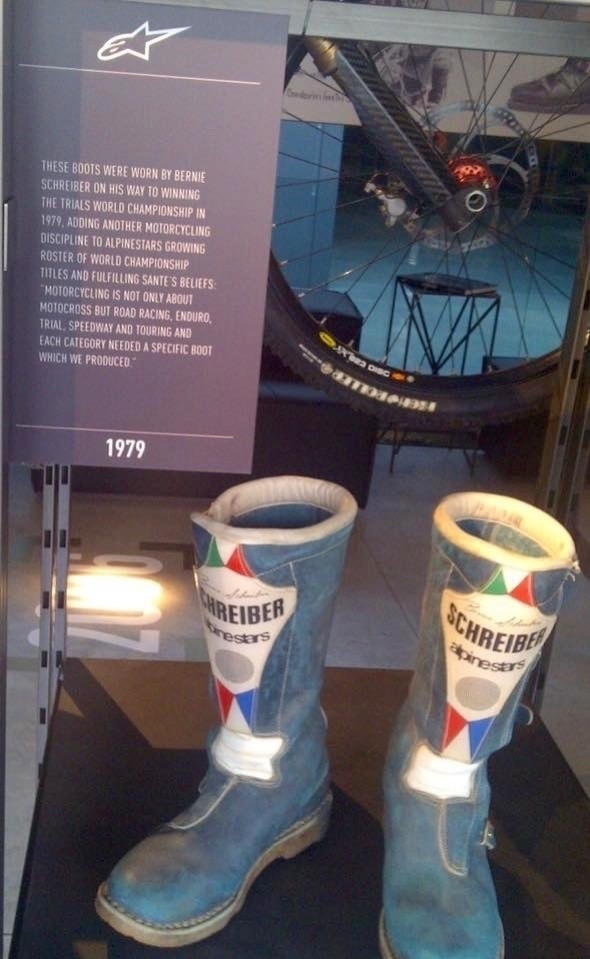 THESE BOOTS WERE WORN BY BERNIE
SCHREIBER ON HIS WAY TO WINNING
THE TRIALS WORLD CHAMPIONSHIP IN
1979, ADDING ANOTHER MOTORCYCLING
DISCIPLINE TO ALPINESTARS GROWING
ROSTER OF WORLD CHAMPIONSHIP
TITLES AND FULFILLING SANTE'S BELIEFS:
"MOTORCYCLING IS NOT ONLY ABOUT
MOTOCROSS BUT ROAD RACING, ENDURO,
TRIAL, SPEEDWAY AND TOURING AND
EACH CATEGORY NEEDED A SPECIFIC BOOT
WHICH WE PRODUCED."
1979
DISC
CHREIBER
alpinestars
SCHREIBER
alpinestars